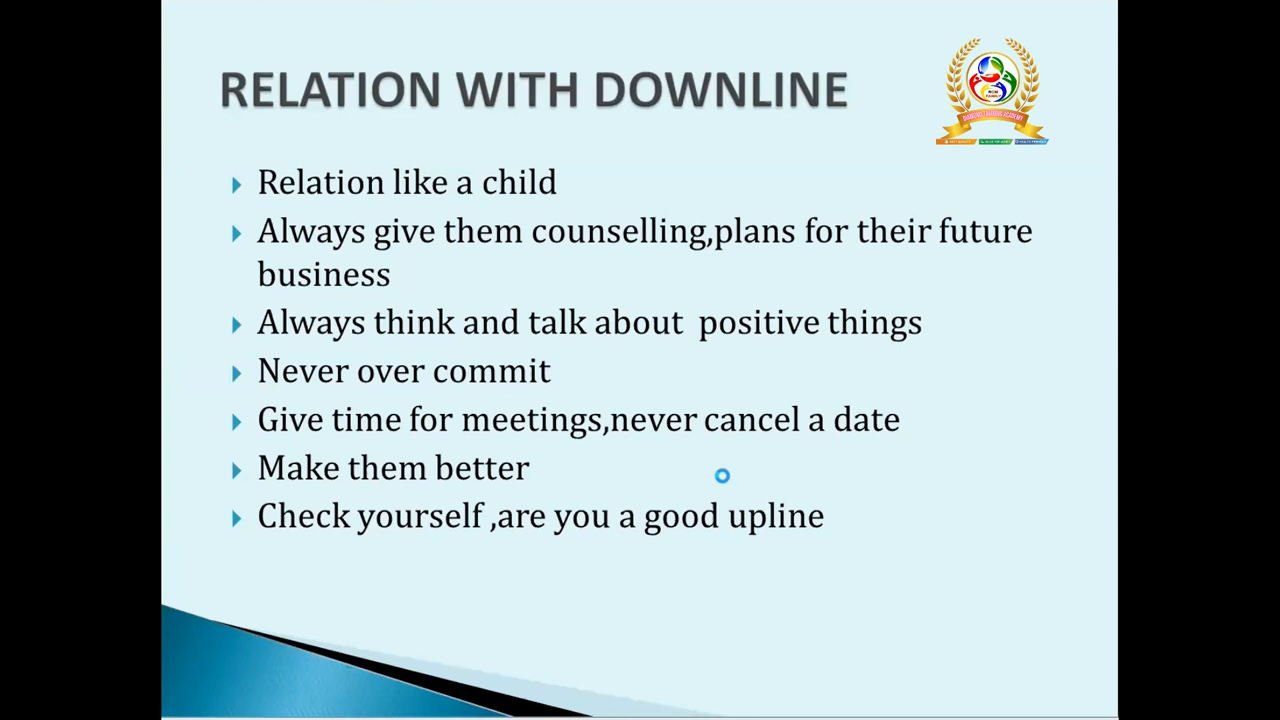 RELATION WITH DOWNLINE
Relation like a child
Always give them counselling,plans for their future
business
Always think and talk about  positive things
Never over commit
Give time for meetings,never cancel a date
Make them better
Check yourself ,are you a good upline